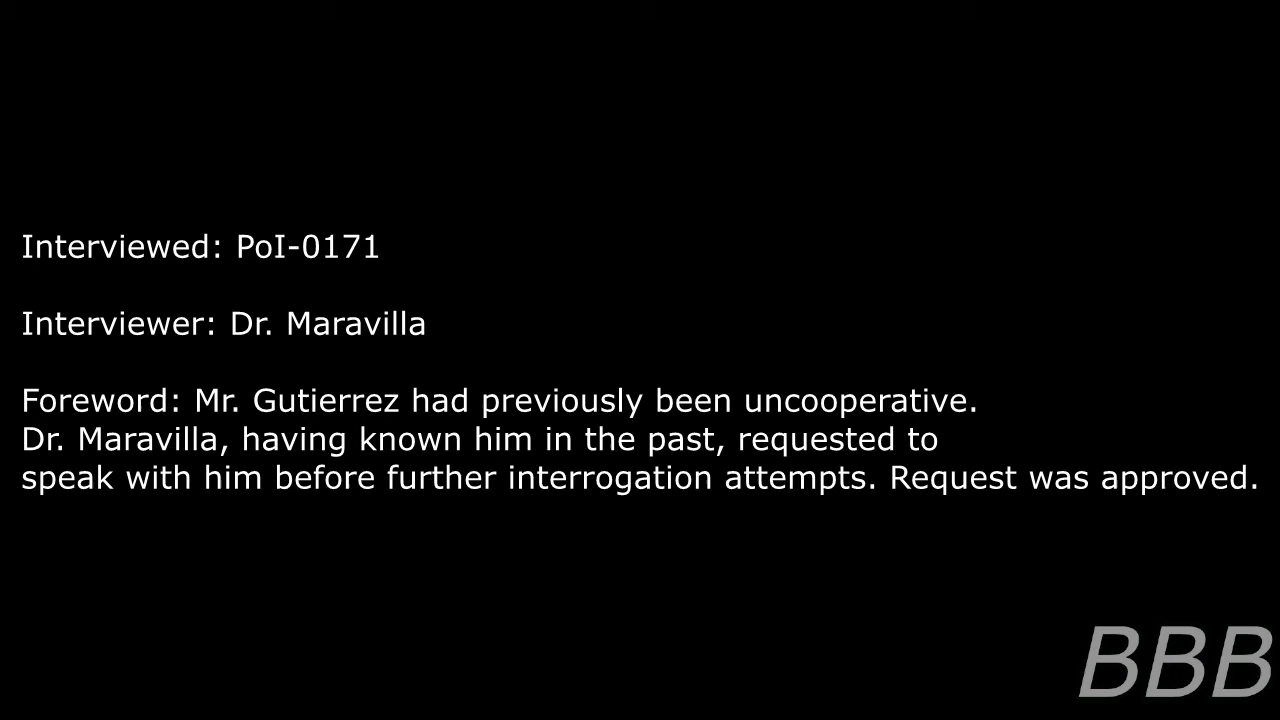 Interviewed: PoI-0171
Interviewer: Dr. Maravilla
Foreword: Mr. Gutierrez had previously been uncooperative.
Dr. Maravilla, having known him in the past, requested to
speak with him before further interrogation attempts. Request was approved.
BBB